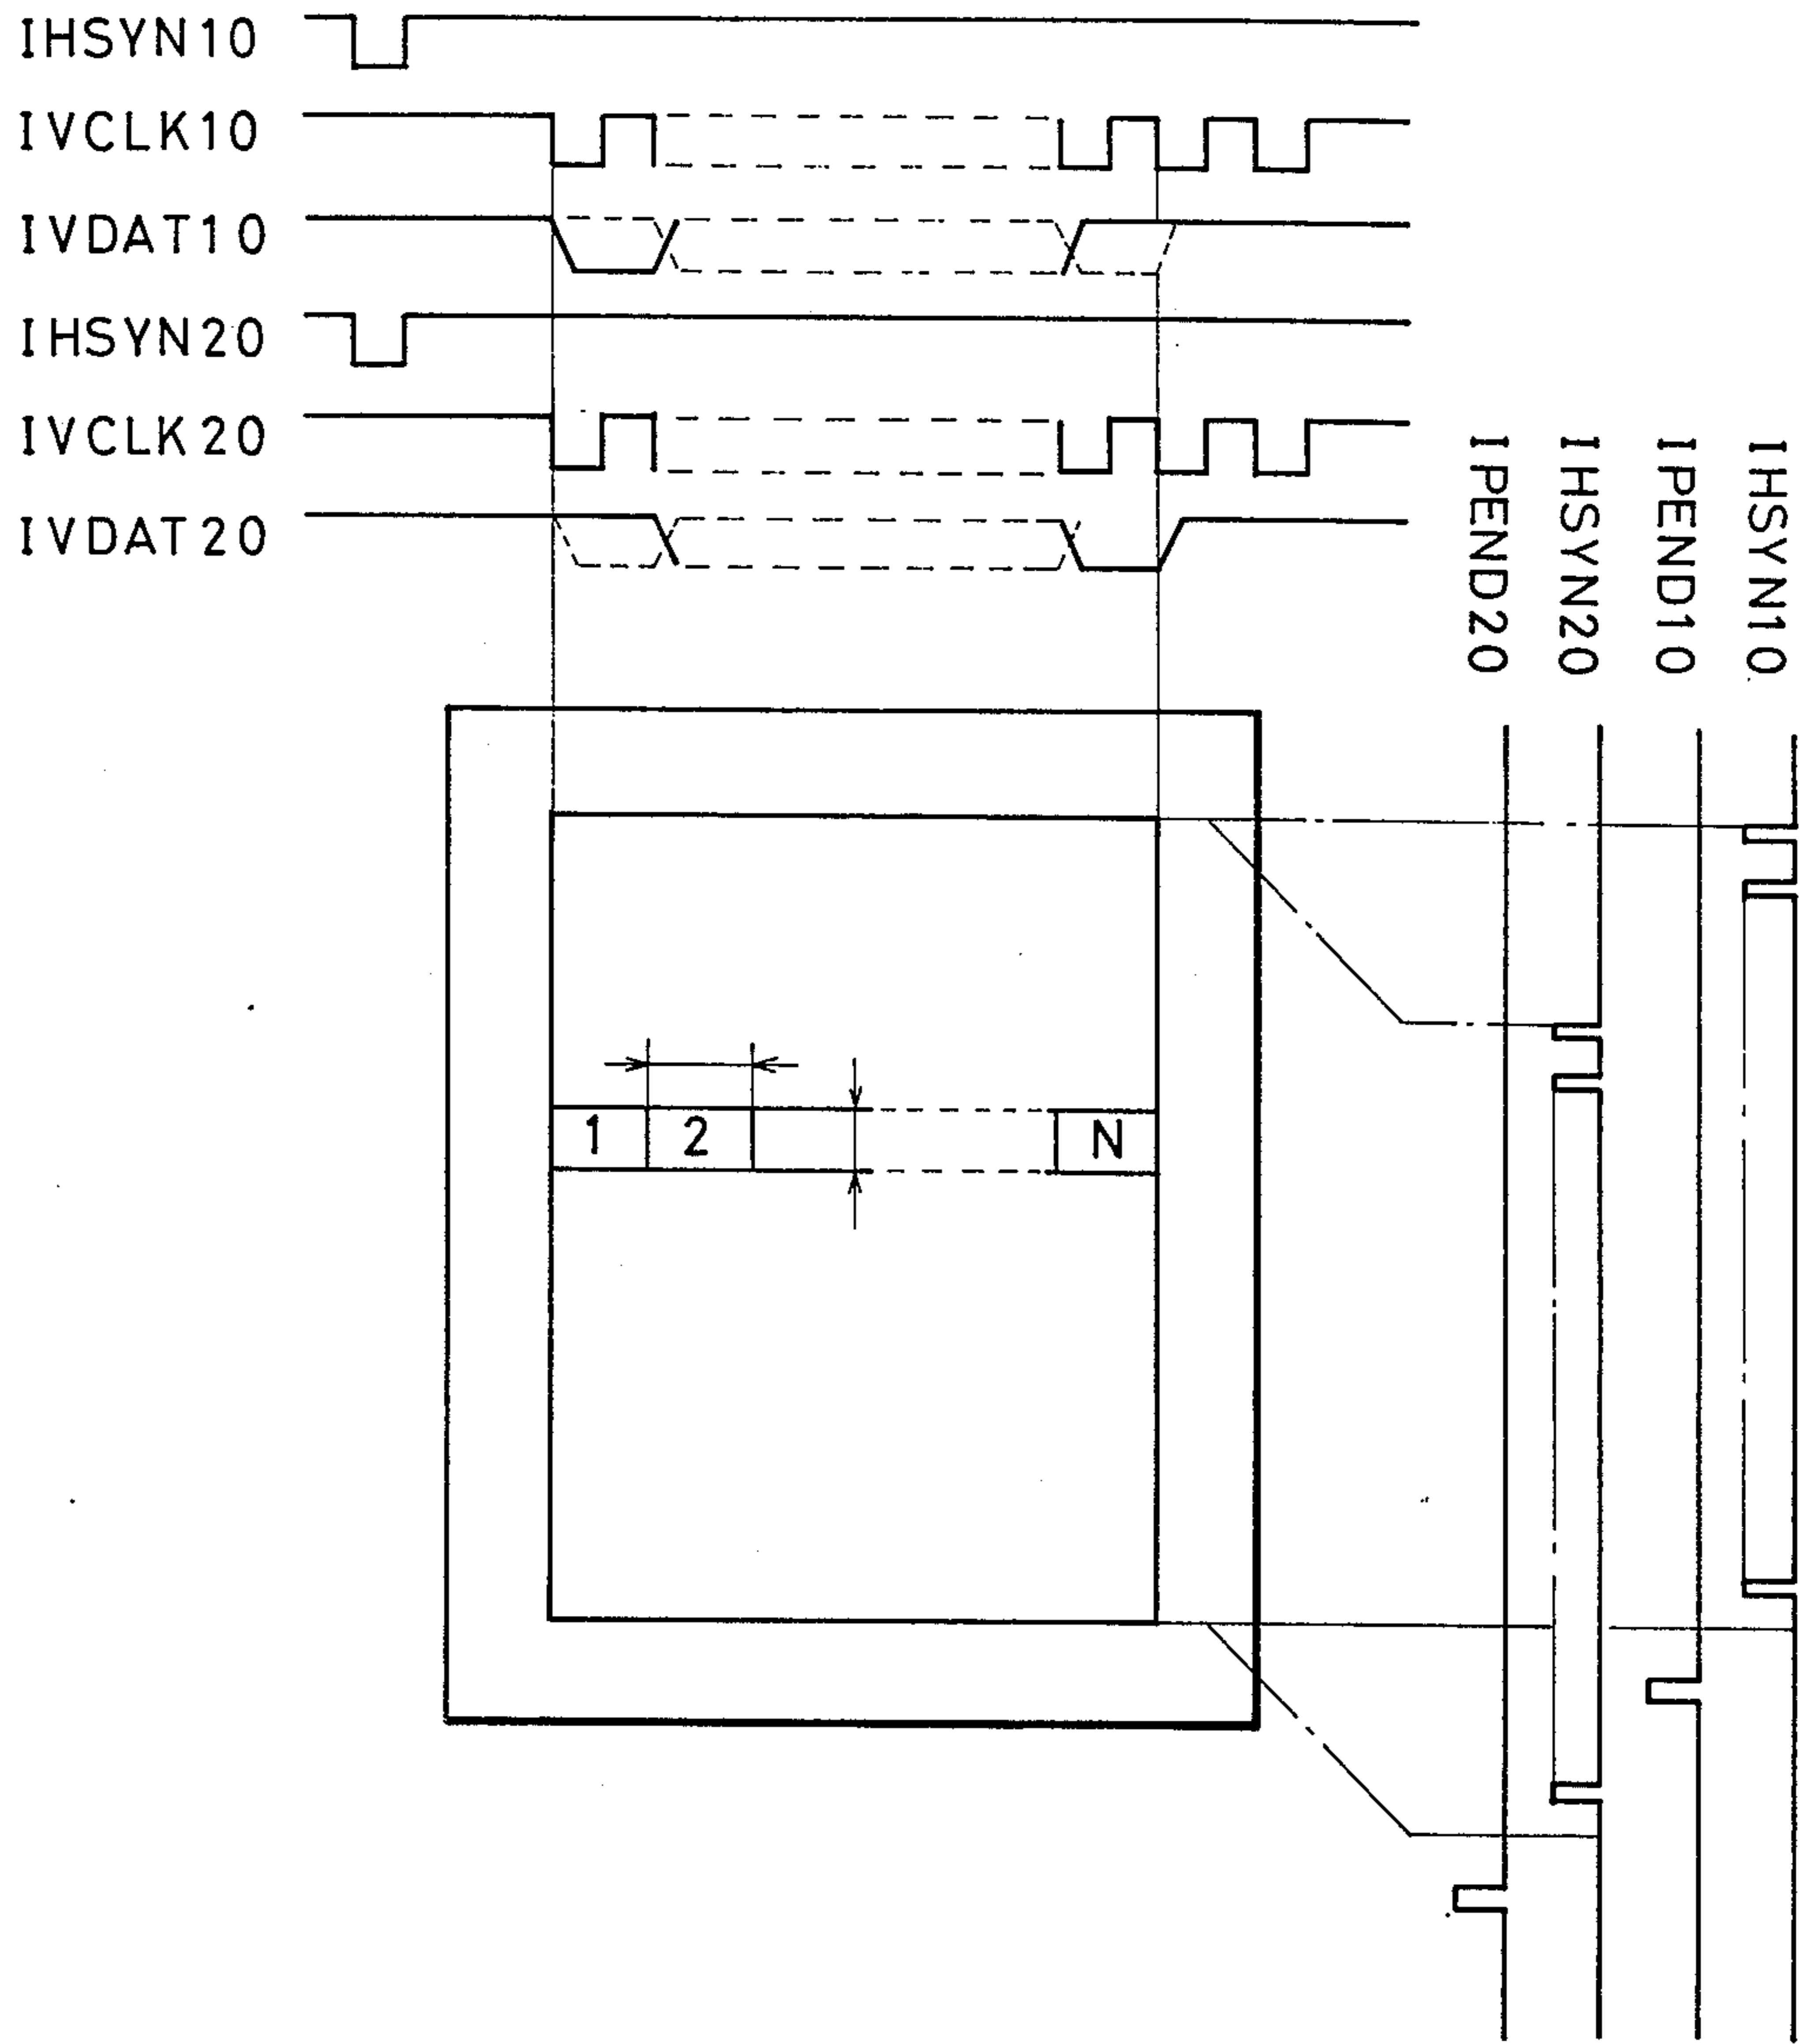 IHSYN10
IVCLK10
IVDAT10
IHSYN20
IVCLK20
IVDAT20
IPEND20
IHSYN20
IPEND10
IHSYN10
1 2 N